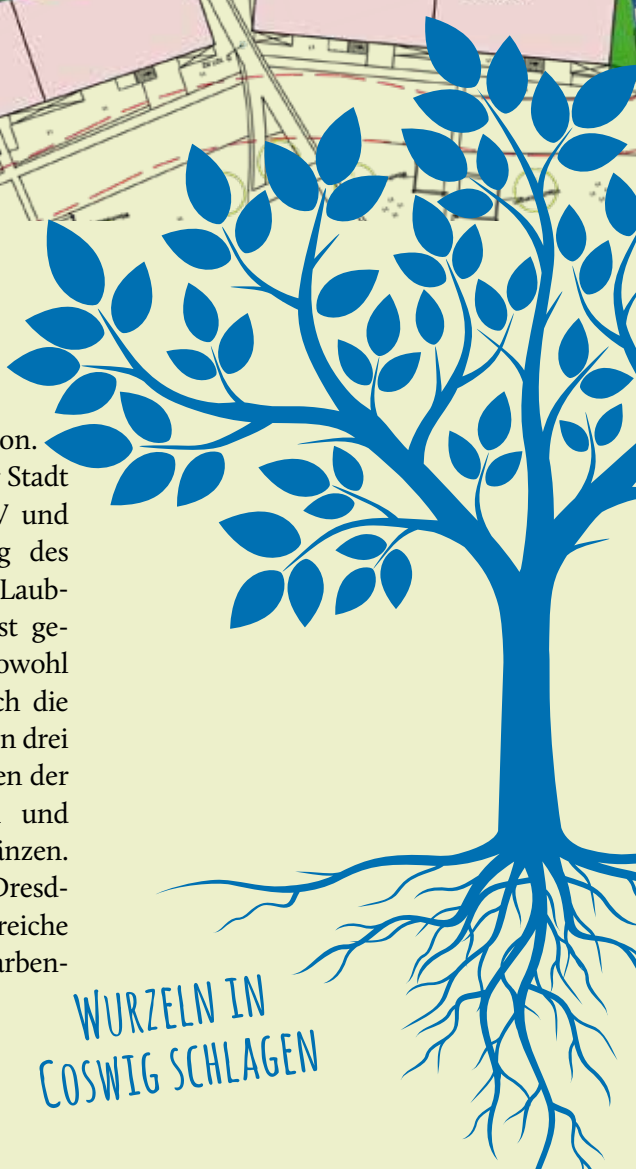 on.
Stadt
V und
g des
Laub-
st ge-
owohl
ch die
n drei
en der
und
änzen.
Dresd-
reiche
arben-
WURZELN IN
COSWIG SCHLAGEN